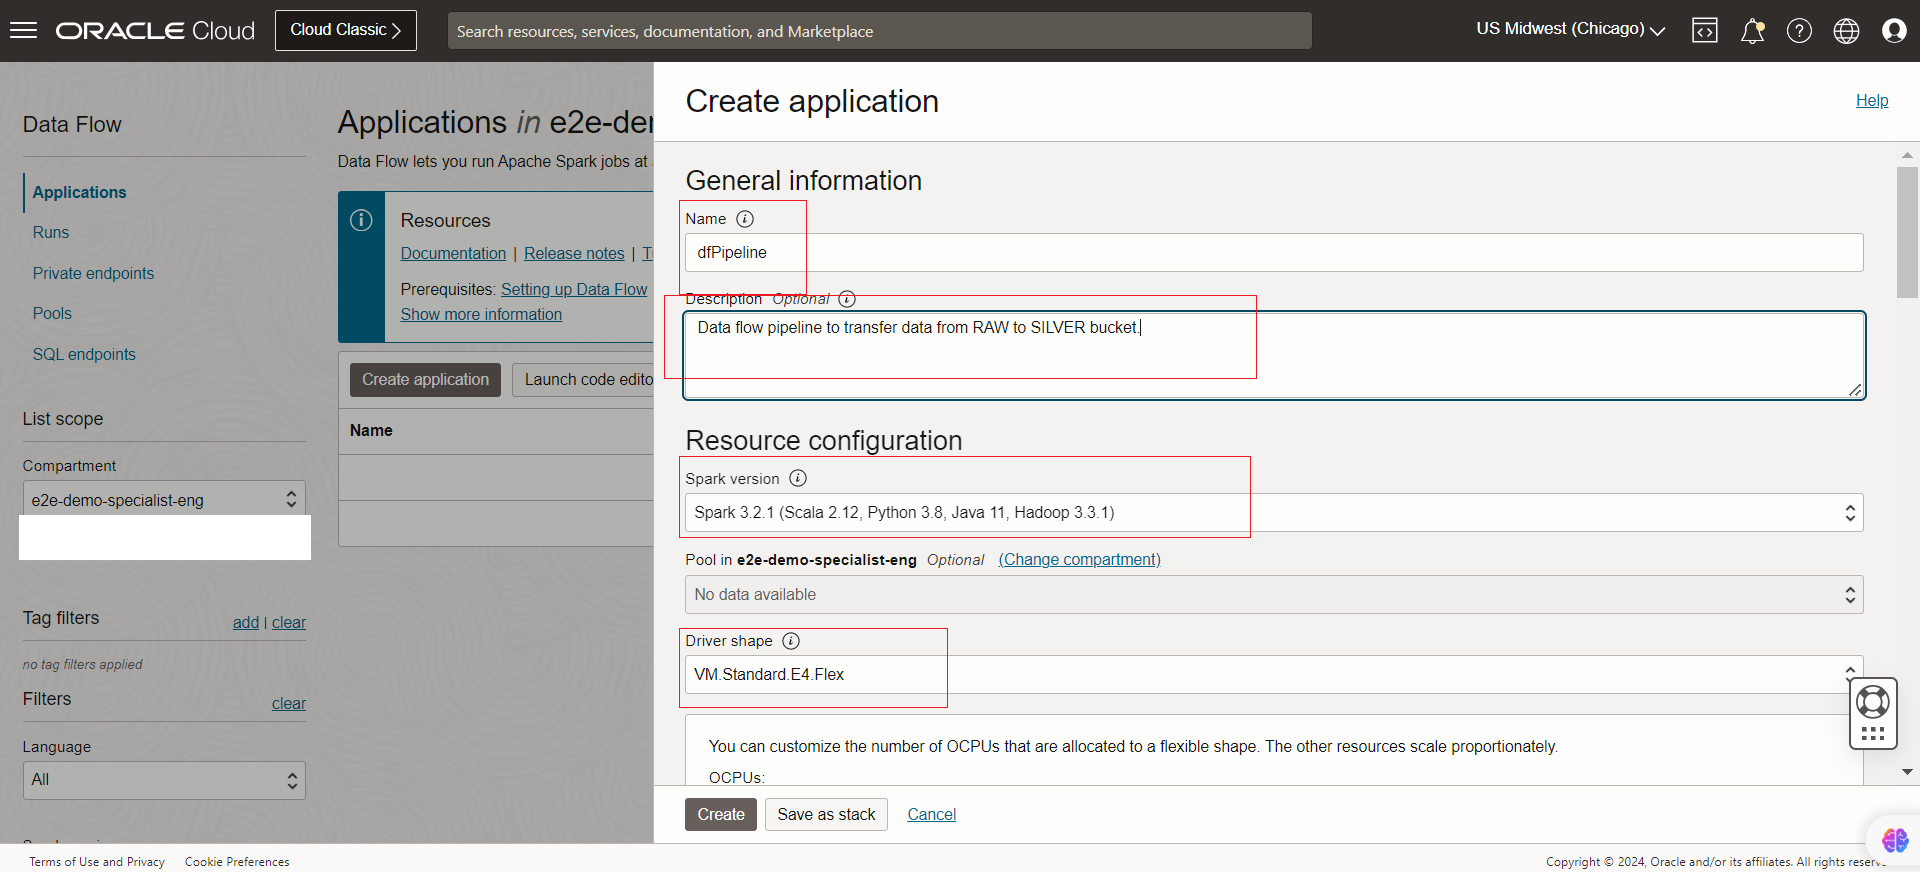 ORACLE Cloud
Cloud Classic
Search resources, services, documentation, and Marketplace
US Midwest (Chicago)
Data Flow
Applications
Runs
Private endpoints
Pools
SQL endpoints
List scope
Compartment
e2e-demo-specialist-eng
Tag filters
add | clear
no tag filters applied
Filters
clear
Language
All
Applications in e2e-der
Data Flow lets you run Apache Spark jobs at
Resources
Documentation | Release notes |
Prerequisites: Setting up Data Flow
Show more information
Create application
Launch code edito
Name
Create application
Help
General information
Name
dfPipeline
Description Optional
Data flow pipeline to transfer data from RAW to SILVER bucket.
Resource configuration
Spark version
Spark 3.2.1 (Scala 2.12, Python 3.8, Java 11, Hadoop 3.3.1)
Pool in e2e-demo-specialist-eng Optional (Change compartment)
No data available
Driver shape
VM.Standard.E4.Flex
You can customize the number of OCPUs that are allocated to a flexible shape. The other resources scale proportionately.
OCPUs:
Create
Save as stack
Cancel
Terms of Use and Privacy
Cookie Preferences
Copyright © 2024, Oracle and/or its affiliates. All rights reserve